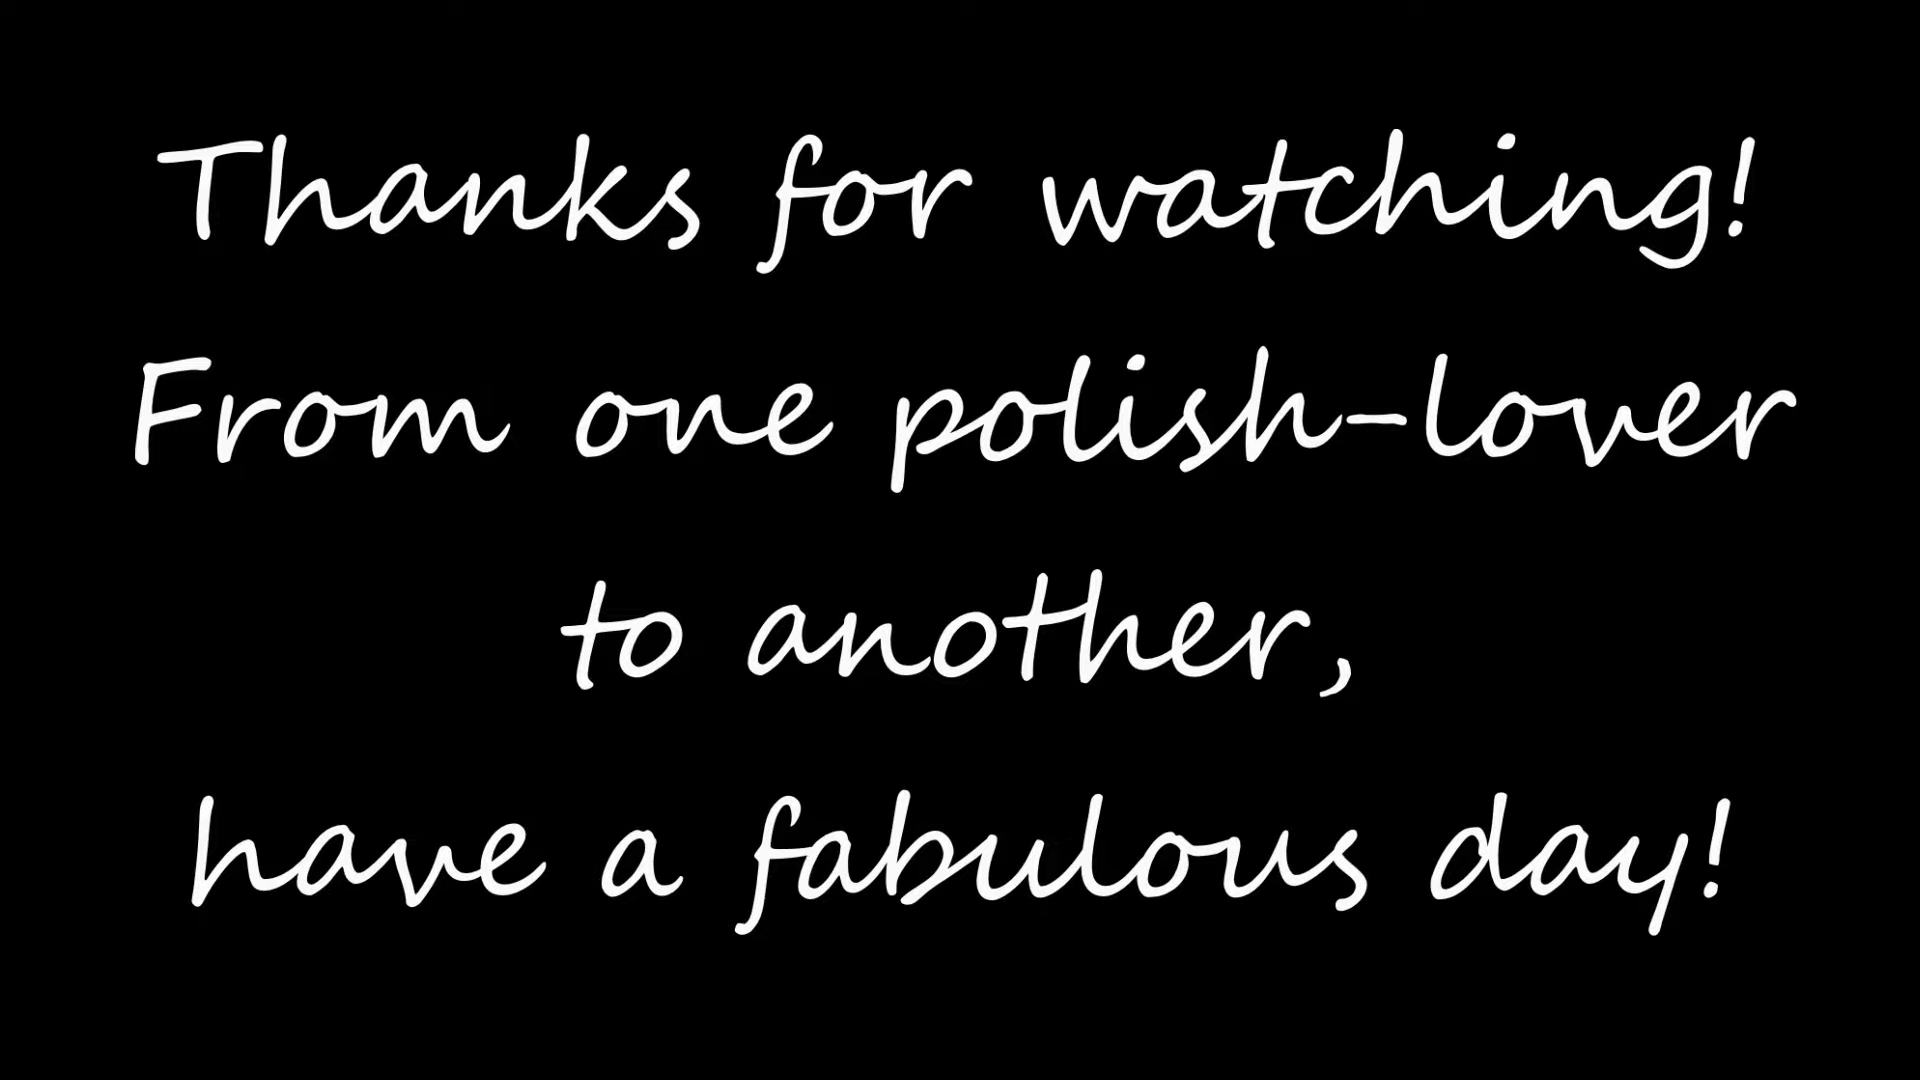 Thanks for watching!
From one polish-lover
to another,
have a fabulous day!